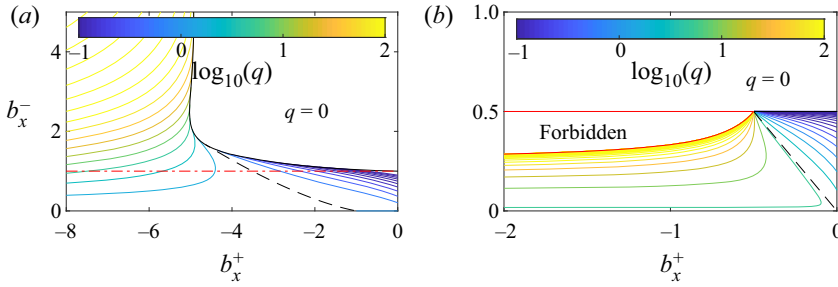 (a)
4
2
0
b_x^-
−1 0 1 2
log10(q)
q = 0
−8 −6 −4 −2 0
b_x^+
(b)
1.0
0.5
0
−1 0 1 2
log10(q)
q = 0
Forbidden
−2 −1 0
b_x^+